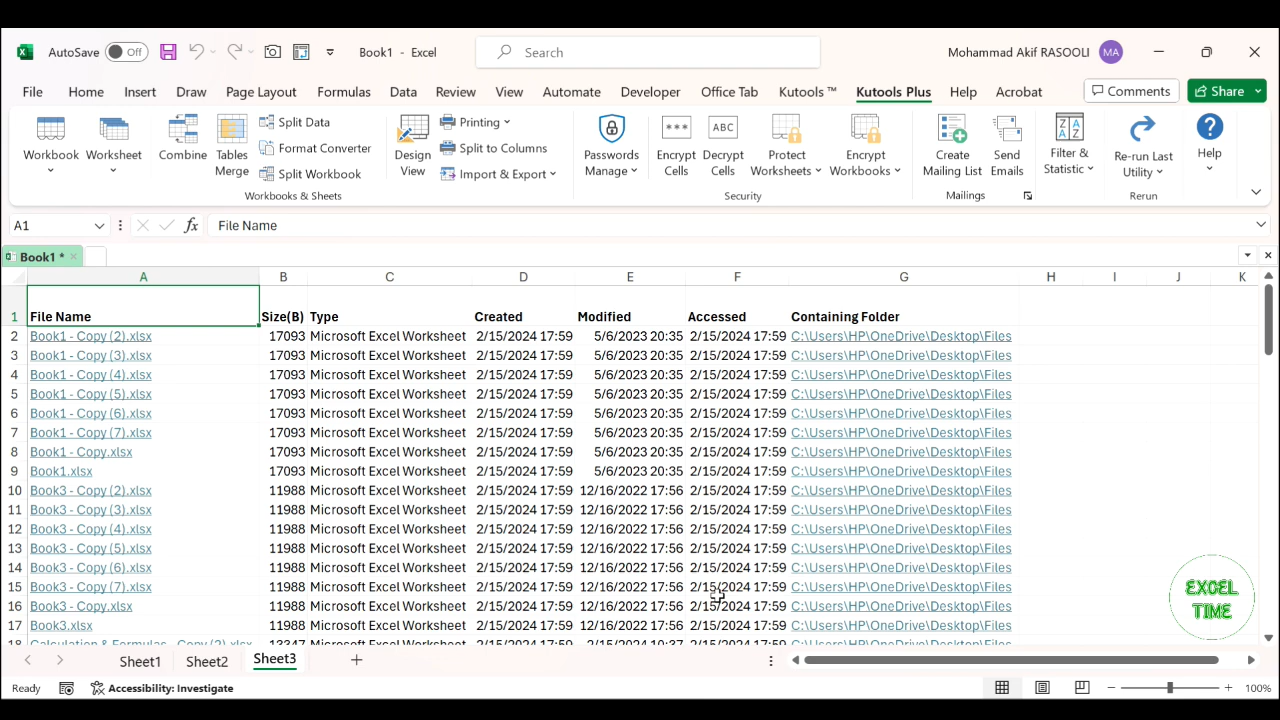 AutoSave Off Book1 - Excel Search Mohammad Akif RASOOLI MA
File Home Insert Draw Page Layout Formulas Data Review View Automate Developer Office Tab Kutools ™ Kutools Plus Help Acrobat Comments Share
Workbook Worksheet Combine Tables Merge Split Data Format Converter Split Workbook
Workbooks & Sheets
Design View Printing Split to Columns Import & Export
Passwords Manage Encrypt Cells Decrypt Cells Protect Worksheets Encrypt Workbooks
Security
Create Mailing List Send Emails
Mailings
Filter & Statistic
Re-run Last Utility
Rerun
Help
A1 fx File Name
Book1 *
A B C D E F G H I J K
1 File Name Size(B) Type Created Modified Accessed Containing Folder
2 Book1 - Copy (2).xlsx 17093 Microsoft Excel Worksheet 2/15/2024 17:59 5/6/2023 20:35 2/15/2024 17:59 C:\Users\HP\OneDrive\Desktop\Files
3 Book1 - Copy (3).xlsx 17093 Microsoft Excel Worksheet 2/15/2024 17:59 5/6/2023 20:35 2/15/2024 17:59 C:\Users\HP\OneDrive\Desktop\Files
4 Book1 - Copy (4).xlsx 17093 Microsoft Excel Worksheet 2/15/2024 17:59 5/6/2023 20:35 2/15/2024 17:59 C:\Users\HP\OneDrive\Desktop\Files
5 Book1 - Copy (5).xlsx 17093 Microsoft Excel Worksheet 2/15/2024 17:59 5/6/2023 20:35 2/15/2024 17:59 C:\Users\HP\OneDrive\Desktop\Files
6 Book1 - Copy (6).xlsx 17093 Microsoft Excel Worksheet 2/15/2024 17:59 5/6/2023 20:35 2/15/2024 17:59 C:\Users\HP\OneDrive\Desktop\Files
7 Book1 - Copy (7).xlsx 17093 Microsoft Excel Worksheet 2/15/2024 17:59 5/6/2023 20:35 2/15/2024 17:59 C:\Users\HP\OneDrive\Desktop\Files
8 Book1 - Copy.xlsx 17093 Microsoft Excel Worksheet 2/15/2024 17:59 5/6/2023 20:35 2/15/2024 17:59 C:\Users\HP\OneDrive\Desktop\Files
9 Book1.xlsx 17093 Microsoft Excel Worksheet 2/15/2024 17:59 5/6/2023 20:35 2/15/2024 17:59 C:\Users\HP\OneDrive\Desktop\Files
10 Book3 - Copy (2).xlsx 11988 Microsoft Excel Worksheet 2/15/2024 17:59 12/16/2022 17:56 2/15/2024 17:59 C:\Users\HP\OneDrive\Desktop\Files
11 Book3 - Copy (3).xlsx 11988 Microsoft Excel Worksheet 2/15/2024 17:59 12/16/2022 17:56 2/15/2024 17:59 C:\Users\HP\OneDrive\Desktop\Files
12 Book3 - Copy (4).xlsx 11988 Microsoft Excel Worksheet 2/15/2024 17:59 12/16/2022 17:56 2/15/2024 17:59 C:\Users\HP\OneDrive\Desktop\Files
13 Book3 - Copy (5).xlsx 11988 Microsoft Excel Worksheet 2/15/2024 17:59 12/16/2022 17:56 2/15/2024 17:59 C:\Users\HP\OneDrive\Desktop\Files
14 Book3 - Copy (6).xlsx 11988 Microsoft Excel Worksheet 2/15/2024 17:59 12/16/2022 17:56 2/15/2024 17:59 C:\Users\HP\OneDrive\Desktop\Files
15 Book3 - Copy (7).xlsx 11988 Microsoft Excel Worksheet 2/15/2024 17:59 12/16/2022 17:56 2/15/2024 17:59 C:\Users\HP\OneDrive\Desktop\Files
16 Book3 - Copy.xlsx 11988 Microsoft Excel Worksheet 2/15/2024 17:59 12/16/2022 17:56 2/15/2024 17:59 C:\Users\HP\OneDrive\Desktop\Files
17 Book3.xlsx 11988 Microsoft Excel Worksheet 2/15/2024 17:59 12/16/2022 17:56 2/15/2024 17:59 C:\Users\HP\OneDrive\Desktop\Files
EXCEL
TIME
Sheet1 Sheet2 Sheet3
Ready Accessibility: Investigate 100%